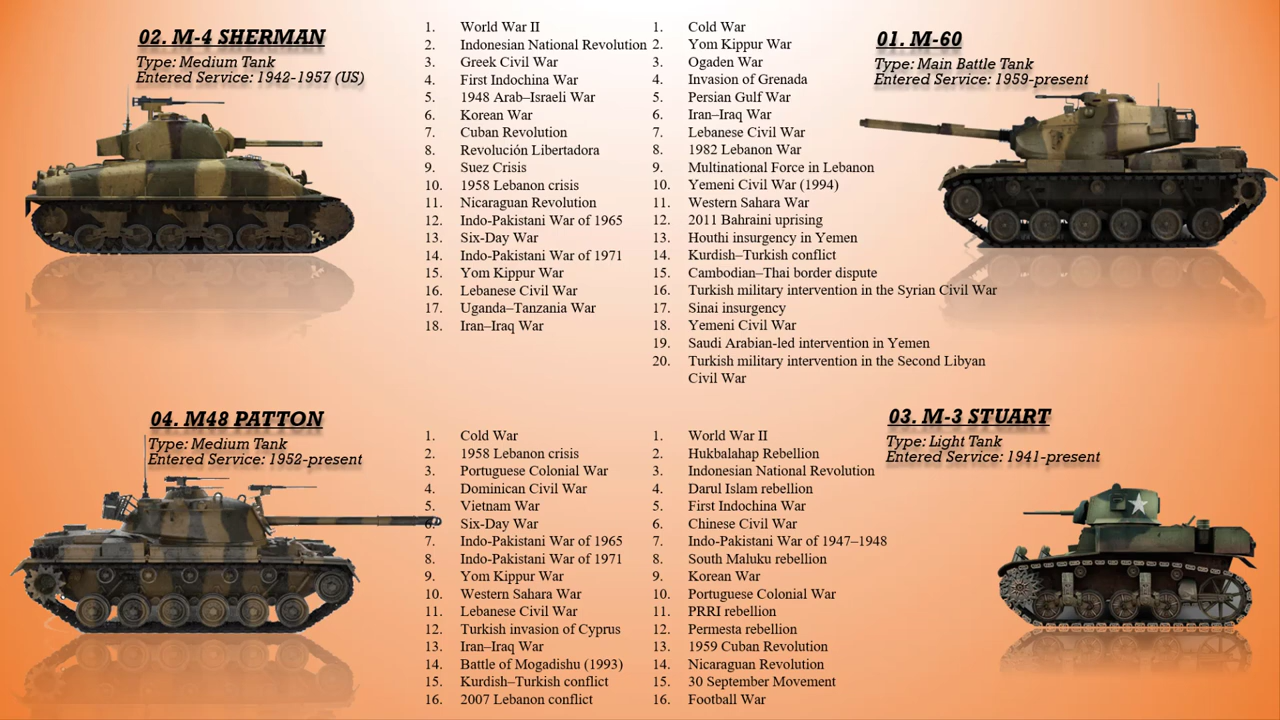 02. M-4 SHERMAN
Type: Medium Tank
Entered Service: 1942-1957 (US)
1. World War II
2. Indonesian National Revolution
3. Greek Civil War
4. First Indochina War
5. 1948 Arab–Israeli War
6. Korean War
7. Cuban Revolution
8. Revolución Libertadora
9. Suez Crisis
10. 1958 Lebanon crisis
11. Nicaraguan Revolution
12. Indo-Pakistani War of 1965
13. Six-Day War
14. Indo-Pakistani War of 1971
15. Yom Kippur War
16. Lebanese Civil War
17. Uganda–Tanzania War
18. Iran–Iraq War
01. M-60
Type: Main Battle Tank
Entered Service: 1959-present
1. Cold War
2. Yom Kippur War
3. Ogaden War
4. Invasion of Grenada
5. Persian Gulf War
6. Iran–Iraq War
7. Lebanese Civil War
8. 1982 Lebanon War
9. Multinational Force in Lebanon
10. Yemeni Civil War (1994)
11. Western Sahara War
12. 2011 Bahraini uprising
13. Houthi insurgency in Yemen
14. Kurdish–Turkish conflict
15. Cambodian–Thai border dispute
16. Turkish military intervention in the Syrian Civil War
17. Sinai insurgency
18. Yemeni Civil War
19. Saudi Arabian-led intervention in Yemen
20. Turkish military intervention in the Second Libyan
Civil War
04. M48 PATTON
Type: Medium Tank
Entered Service: 1952-present
1. Cold War
2. 1958 Lebanon crisis
3. Portuguese Colonial War
4. Dominican Civil War
5. Vietnam War
6. Six-Day War
7. Indo-Pakistani War of 1965
8. Indo-Pakistani War of 1971
9. Yom Kippur War
10. Western Sahara War
11. Lebanese Civil War
12. Turkish invasion of Cyprus
13. Iran–Iraq War
14. Battle of Mogadishu (1993)
15. Kurdish–Turkish conflict
16. 2007 Lebanon conflict
03. M-3 STUART
Type: Light Tank
Entered Service: 1941-present
1. World War II
2. Hukbalahap Rebellion
3. Indonesian National Revolution
4. Darul Islam rebellion
5. First Indochina War
6. Chinese Civil War
7. Indo-Pakistani War of 1947–1948
8. South Maluku rebellion
9. Korean War
10. Portuguese Colonial War
11. PRRI rebellion
12. Permesta rebellion
13. 1959 Cuban Revolution
14. Nicaraguan Revolution
15. 30 September Movement
16. Football War